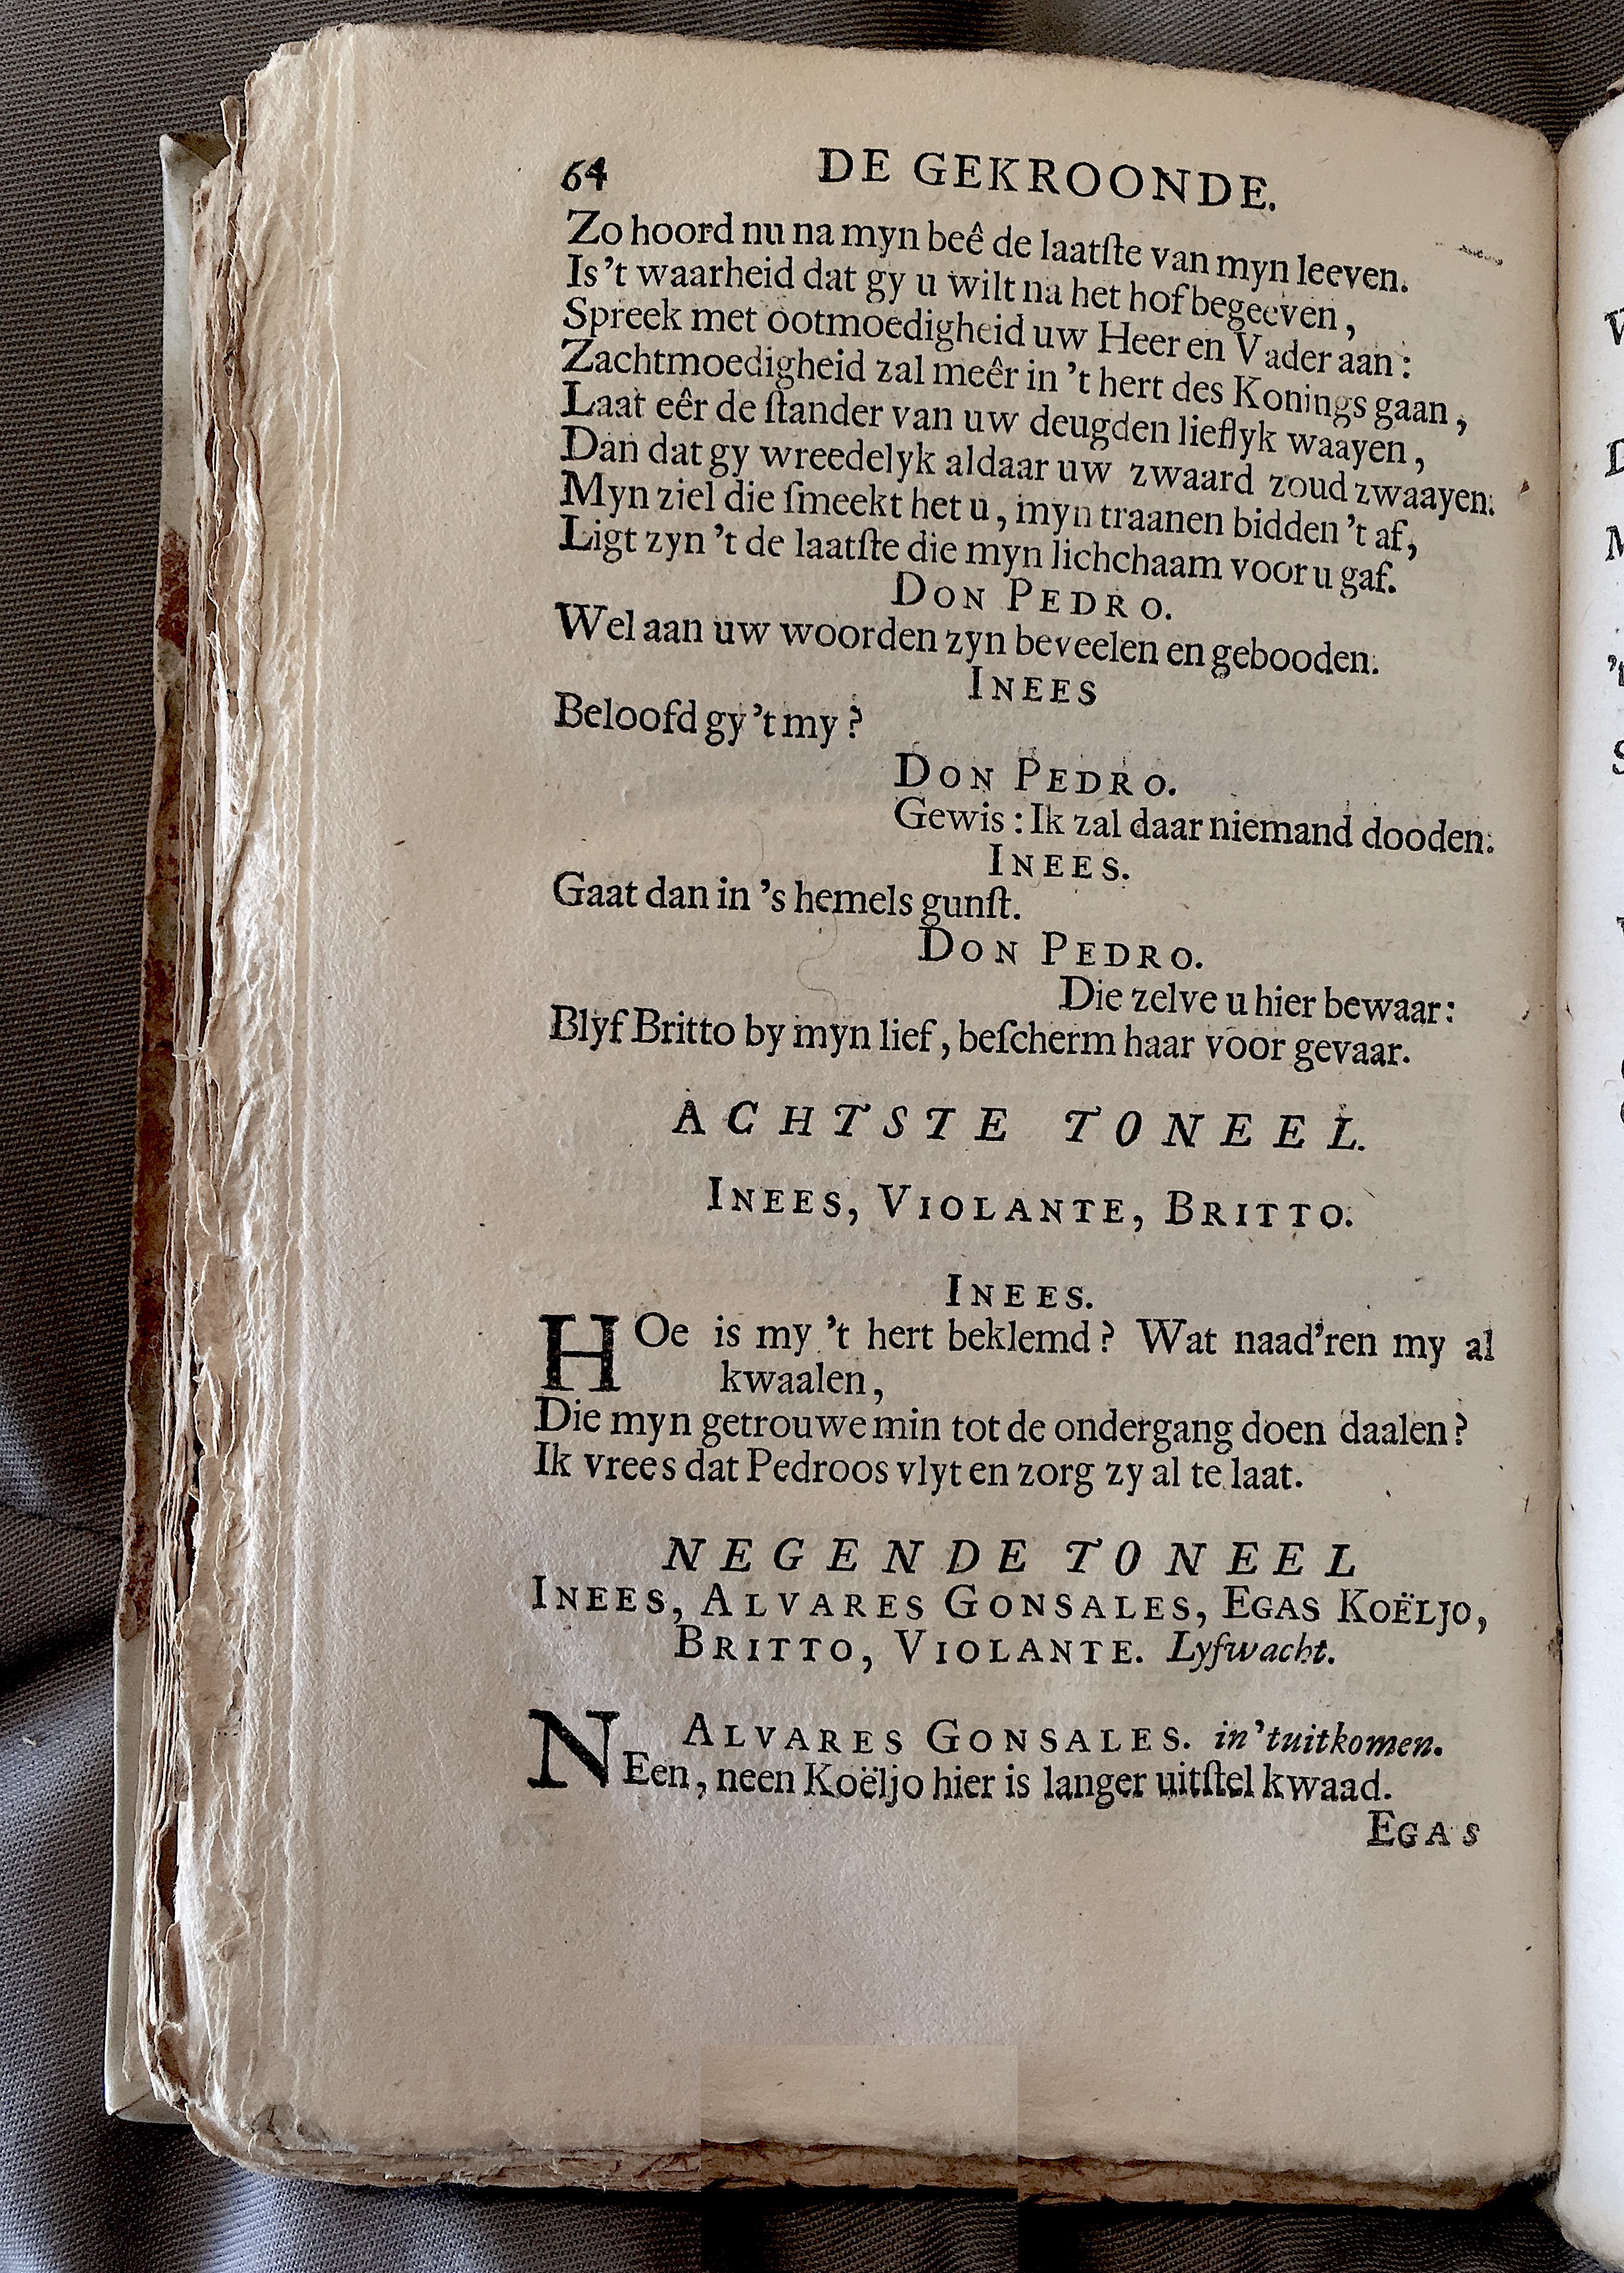 64 DE GEKROONDE.
Zo hoord nu na myn beê de laatſte van myn leeven.
Is 't waarheid dat gy u wilt na het hof begeeven,
Spreek met ootmoedigheid uw Heer en Vader aan:
Zachtmoedigheid zal meêr in 't hert des Konings gaan,
Laat eêr de ſtander van uw deugden lieflyk waayen,
Dan dat gy wreedelyk aldaar uw zwaard zoud zwaayen.
Myn ziel die ſmeekt het u, myn traanen bidden 't af,
Ligt zyn 't de laatſte die myn lichchaam voor u gaf.
DON PEDRO.
Wel aan uw woorden zyn beveelen en gebooden.
INEES
Beloofd gy 't my?
DON PEDRO.
Gewis: Ik zal daar niemand dooden.
INEES.
Gaat dan in 's hemels gunſt.
DON PEDRO.
Die zelve u hier bewaar:
Blyf Britto by myn lief, beſcherm haar voor gevaar.
ACHTSTE TONEEL.
INEES, VIOLANTE, BRITTO.
INEES.
HOe is my 't hert beklemd? Wat naad'ren my al
kwaalen,
Die myn getrouwe min tot de ondergang doen daalen?
Ik vrees dat Pedroos vlyt en zorg zy al te laat.
NEGENDE TONEEL
INEES, ALVARES GONSALES, EGAS KOËLJO,
BRITTO, VIOLANTE. Lyfwacht.
ALVARES GONSALES. in 'tuitkomen.
NEen, neen Koëljo hier is langer uitſtel kwaad.
EGAS